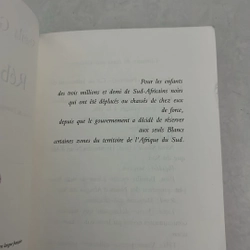 Pour les enfants
des trois millions et demi de Sud-Africains noirs
qui ont été déplacés ou chassés de chez eux
de force,
depuis que le gouvernement a décidé de réserver
aux seuls Blancs
certaines zones du territoire de l'Afrique du Sud.